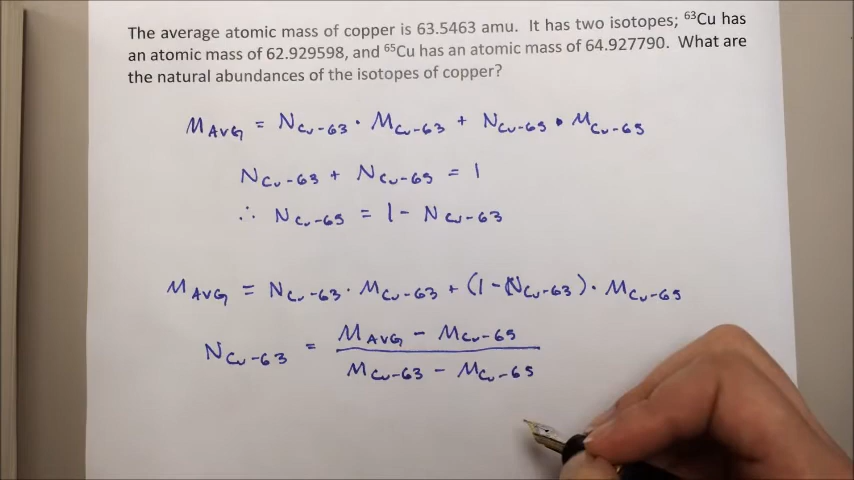 The average atomic mass of copper is 63.5463 amu. It has two isotopes; ⁶³Cu has
an atomic mass of 62.929598, and ⁶⁵Cu has an atomic mass of 64.927790. What are
the natural abundances of the isotopes of copper?
M_AVG = N_Cu-63 · M_Cu-63 + N_Cu-65 · M_Cu-65
N_Cu-63 + N_Cu-65 = 1
∴ N_Cu-65 = 1 - N_Cu-63
M_AVG = N_Cu-63 · M_Cu-63 + (1 - N_Cu-63) · M_Cu-65
N_Cu-63 = 
M_AVG - M_Cu-65
M_Cu-63 - M_Cu-65